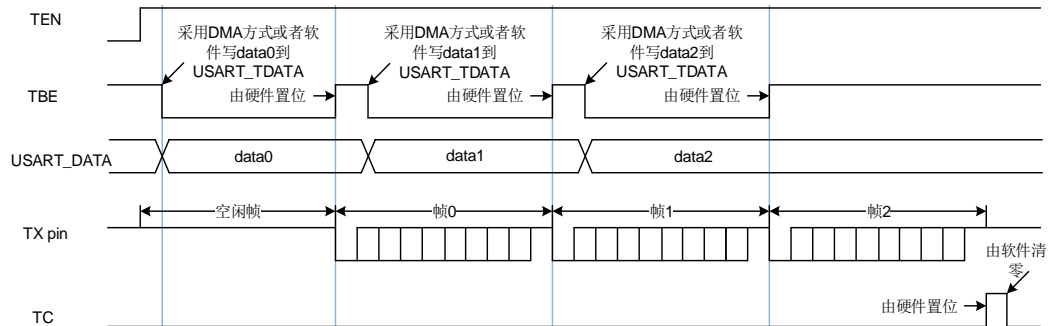 TEN
采用DMA方式或者软
件写data0到
USART_TDATA
采用DMA方式或者软
件写data1到
USART_TDATA
采用DMA方式或者软
件写data2到
USART_TDATA
TBE
由硬件置位
由硬件置位
由硬件置位
USART_DATA
data0
data1
data2
空闲帧
帧0
帧1
帧2
TX pin
由软件清
零
由硬件置位
TC